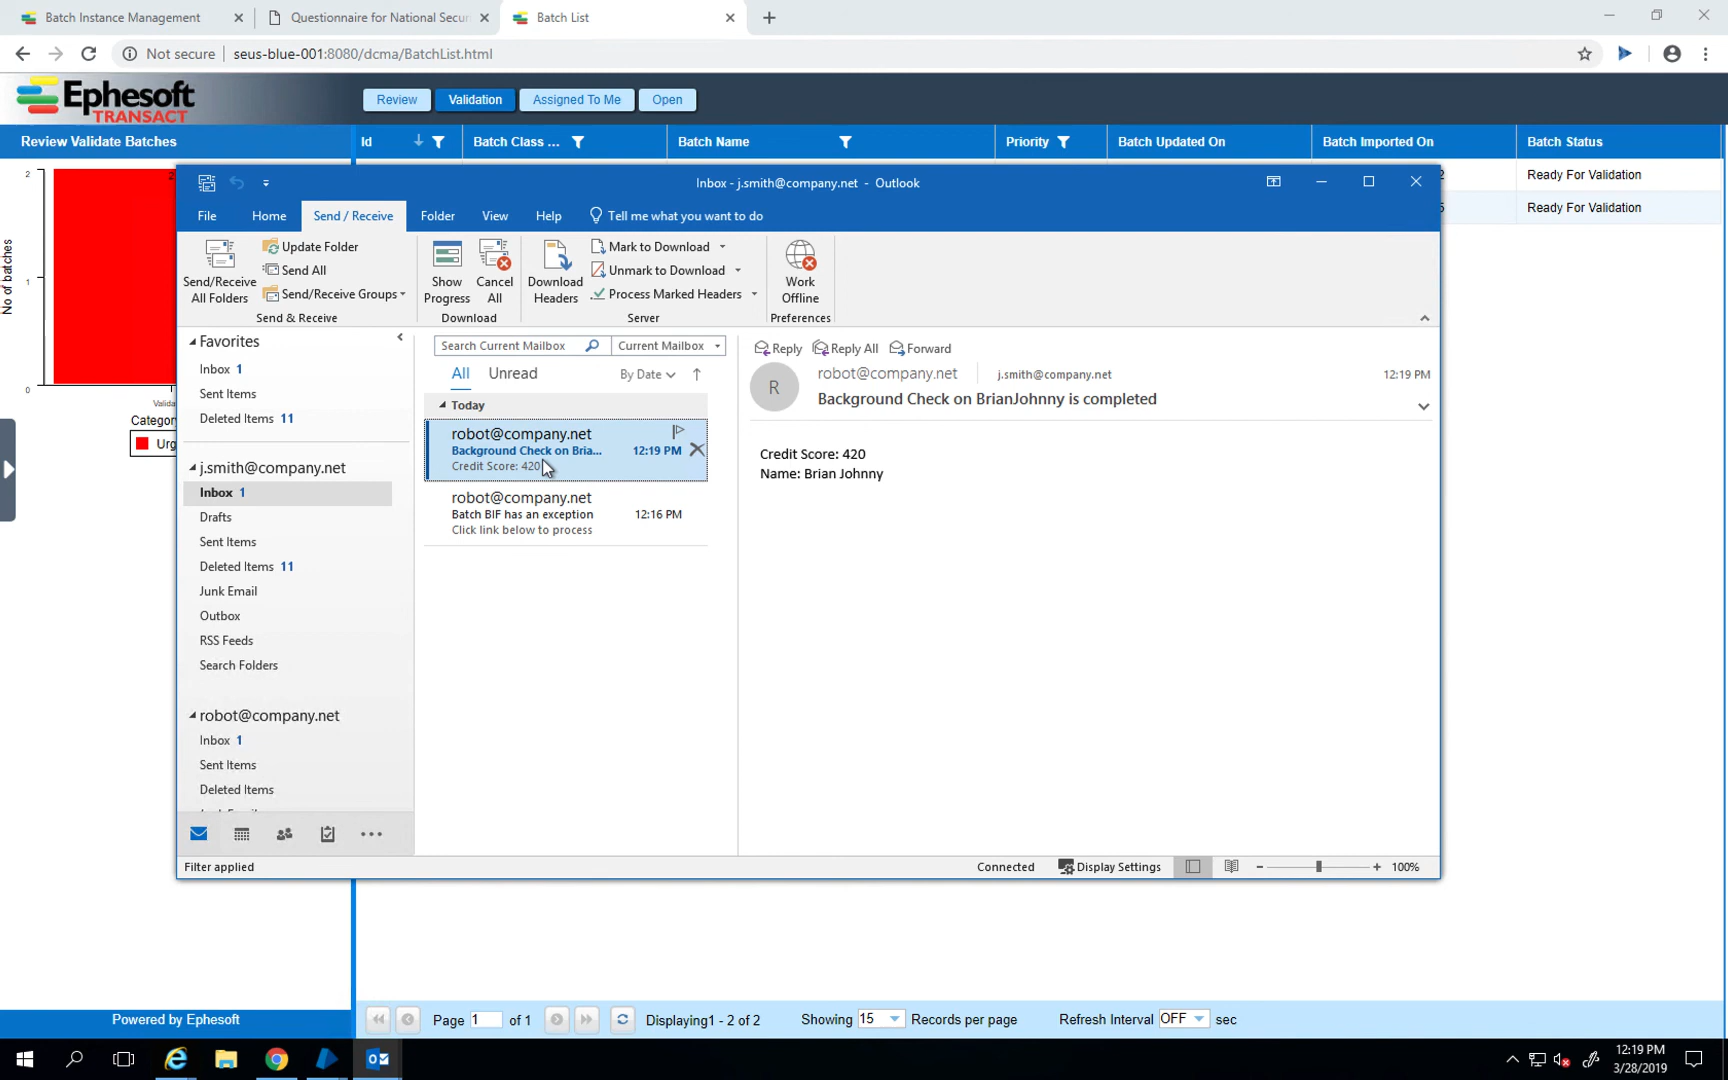 Batch Instance Management
Questionnaire for National Secur
Batch List
Not secure
seus-blue-001:8080/dcma/BatchList.html
Ephesoft
TRANSACT
Review
Validation
Assigned To Me
Open
Review Validate Batches
Id
Batch Class ...
Batch Name
Priority
Batch Updated On
Batch Imported On
Batch Status
2
2
2
Ready For Validation
5
Ready For Validation
No of batches
1
0
Valida
Category
Urg
Inbox - j.smith@company.net - Outlook
File
Home
Send / Receive
Folder
View
Help
Tell me what you want to do
Send/Receive
All Folders
Update Folder
Send All
Send/Receive Groups
Send & Receive
Show
Progress
Cancel
All
Download
Download
Headers
Mark to Download
Unmark to Download
Process Marked Headers
Server
Work
Offline
Preferences
Favorites
Inbox 1
Sent Items
Deleted Items 11
j.smith@company.net
Inbox 1
Drafts
Sent Items
Deleted Items 11
Junk Email
Outbox
RSS Feeds
Search Folders
robot@company.net
Inbox 1
Sent Items
Deleted Items
Search Current Mailbox
Current Mailbox
All
Unread
By Date
Today
robot@company.net
Background Check on Bria...
12:19 PM
Credit Score: 420
robot@company.net
Batch BIF has an exception
12:16 PM
Click link below to process
Reply
Reply All
Forward
R
robot@company.net
j.smith@company.net
12:19 PM
Background Check on BrianJohnny is completed
Credit Score: 420
Name: Brian Johnny
Filter applied
Connected
Display Settings
100%
Powered by Ephesoft
Page 1 of 1
Displaying1 - 2 of 2
Showing 15 Records per page
Refresh Interval OFF sec
12:19 PM
3/28/2019